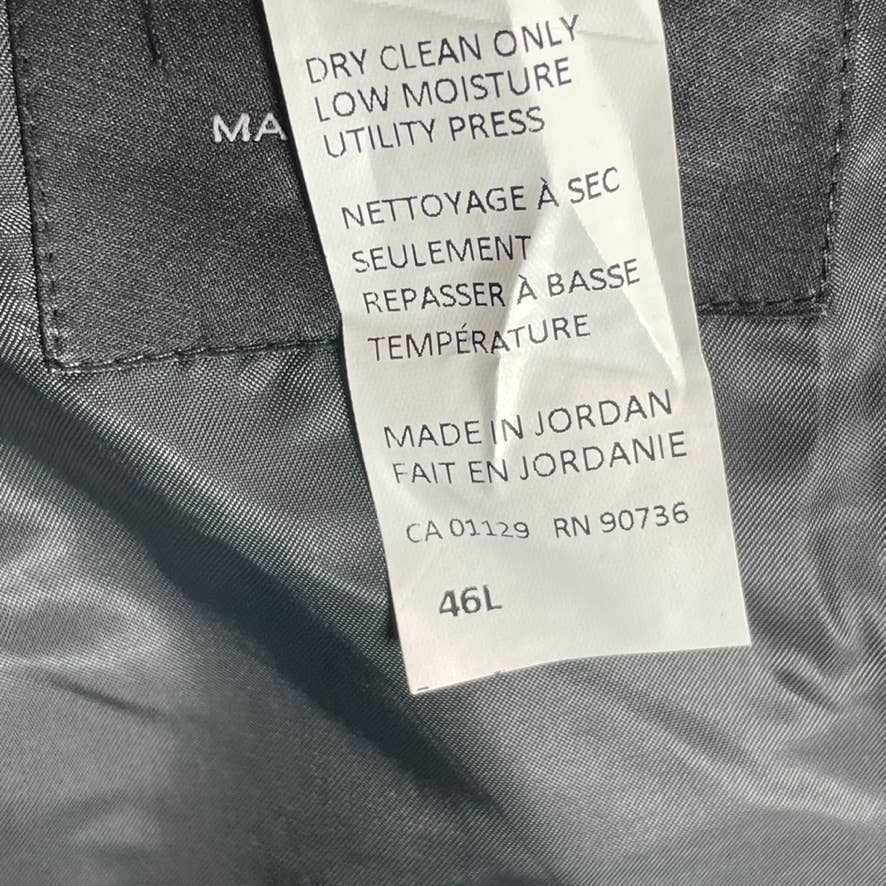 MA
DRY CLEAN ONLY
LOW MOISTURE
UTILITY PRESS
NETTOYAGE À SEC
SEULEMENT
REPASSER À BASSE
TEMPÉRATURE
MADE IN JORDAN
FAIT EN JORDANIE
CA 01129 RN 90736
46L